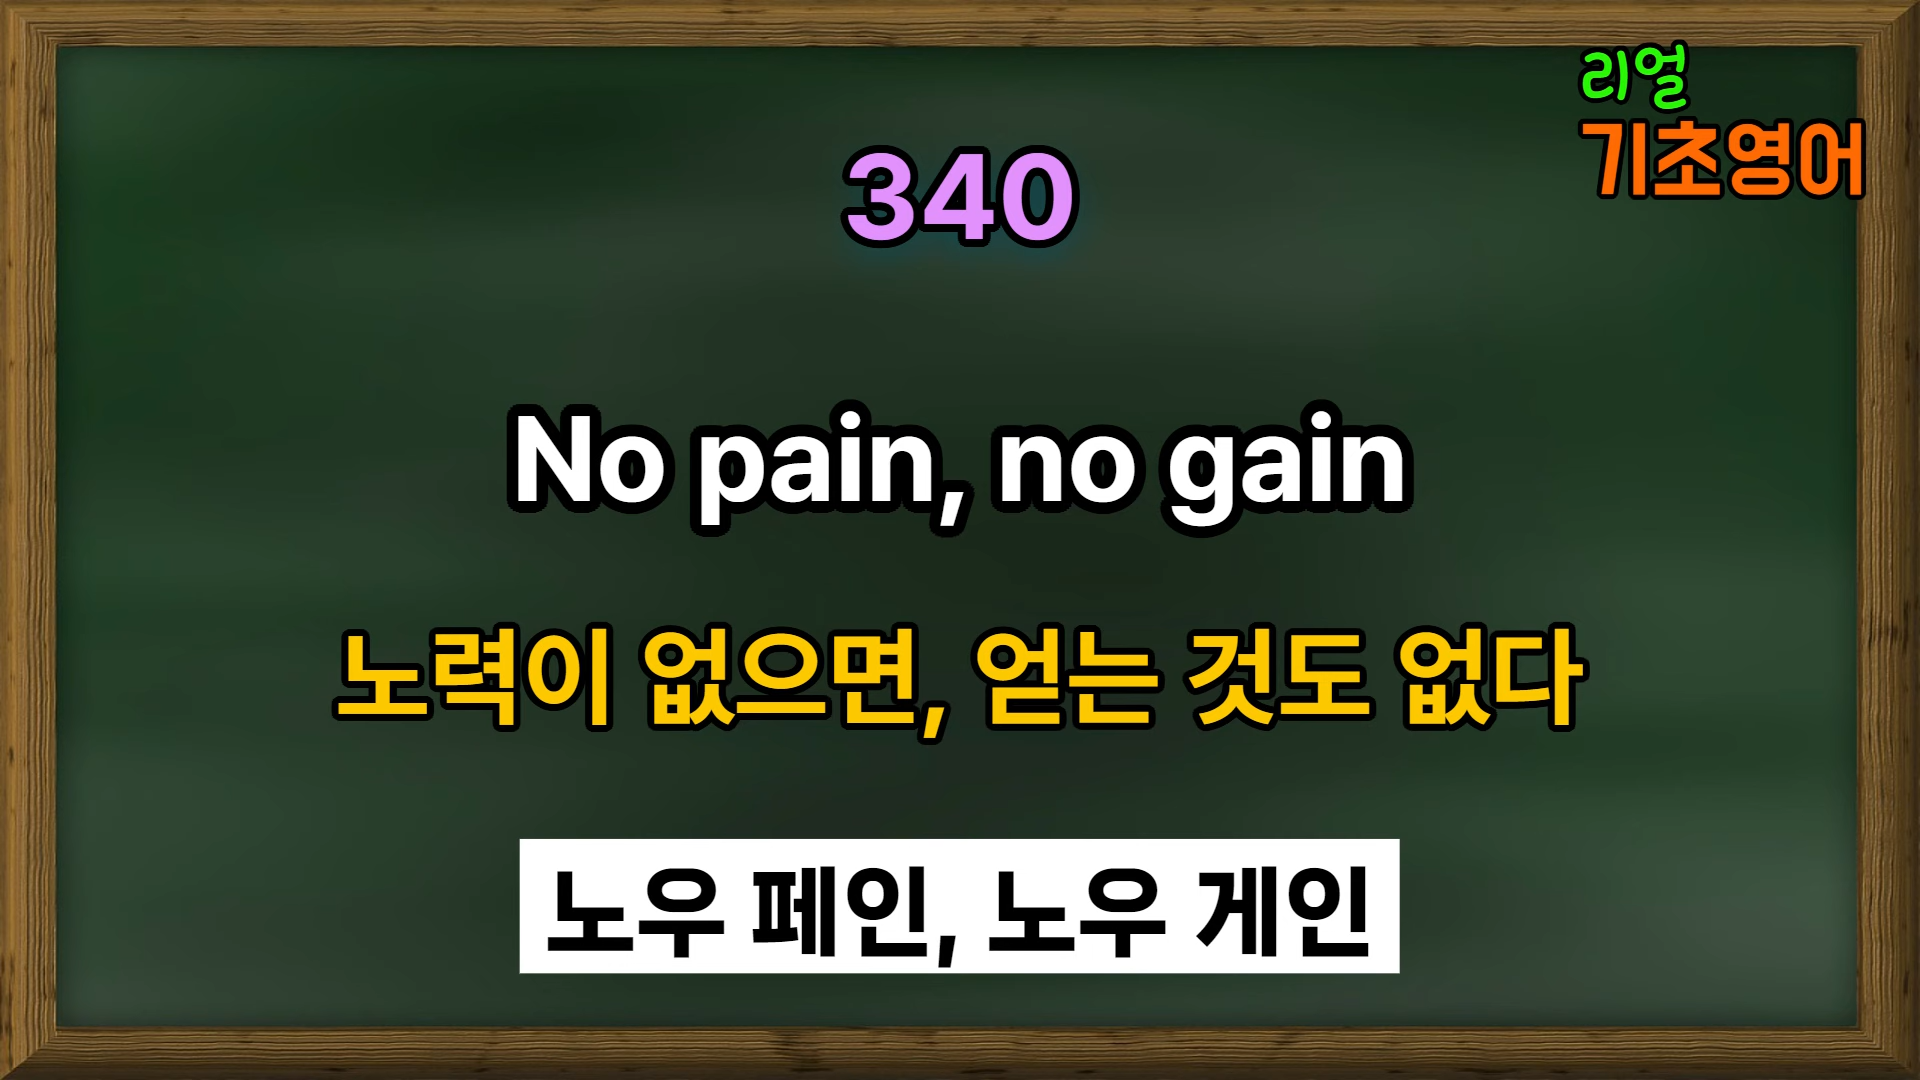 리얼
기초영어
340
No pain, no gain
노력이 없으면, 얻는 것도 없다
노우 페인, 노우 게인